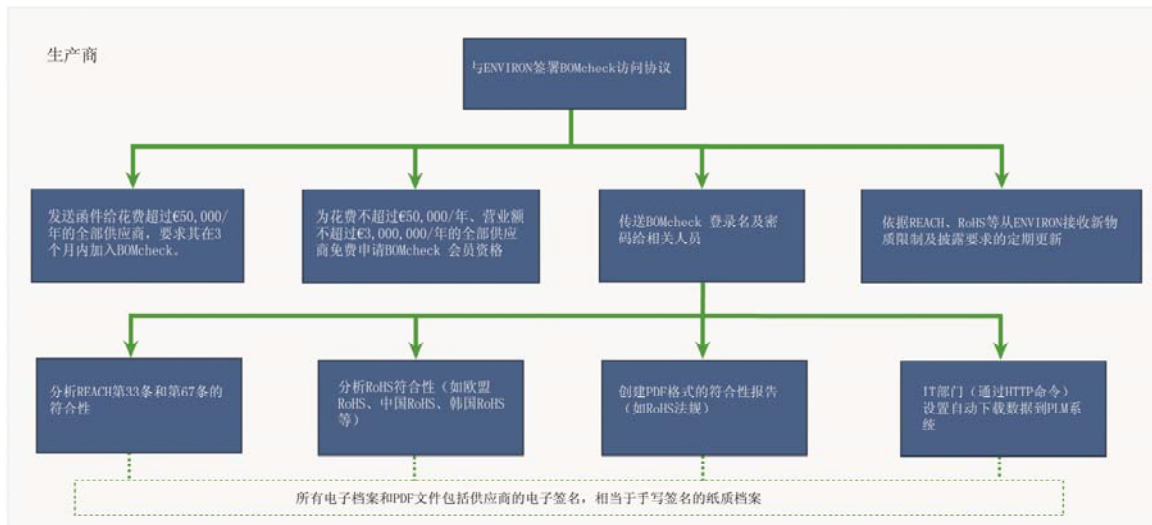 生产商
与ENVIRON签署BOMcheck访问协议
发送函件给花费超过€50,000/
年的全部供应商，要求其在3
个月内加入BOMcheck。
为花费不超过€50,000/年、营业额
不超过€3,000,000/年的全部供应
商免费申请BOMcheck 会员资格
传送BOMcheck 登录名及密
码给相关人员
依据REACH、RoHS等从ENVIRON接收新物
质限制及披露要求的定期更新
分析REACH第33条和第67条的
符合性
分析RoHS符合性（如欧盟
RoHS、中国RoHS、韩国RoHS
等）
创建PDF格式的符合性报告
（如RoHS法规）
IT部门（通过HTTP命令）
设置自动下载数据到PLM系
统
所有电子档案和PDF文件包括供应商的电子签名，相当于手写签名的纸质档案